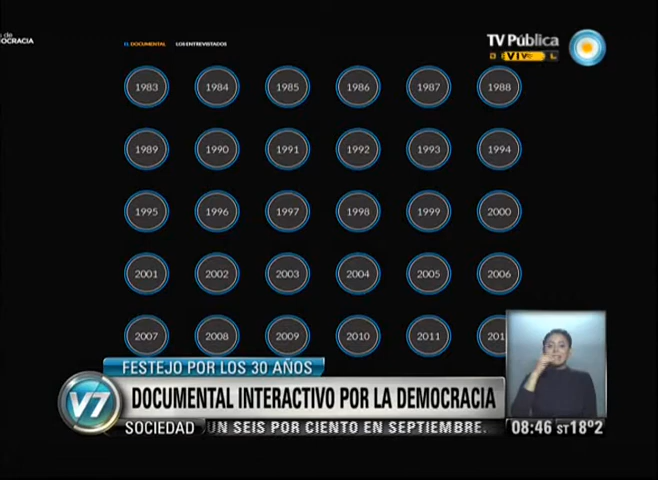 s de
OCRACIA
EL DOCUMENTAL LOS ENTREVISTADOS
TV Pública
VIVO
1983 1984 1985 1986 1987 1988
1989 1990 1991 1992 1993 1994
1995 1996 1997 1998 1999 2000
2001 2002 2003 2004 2005 2006
2007 2008 2009 2010 2011 201
FESTEJO POR LOS 30 AÑOS
V7
DOCUMENTAL INTERACTIVO POR LA DEMOCRACIA
SOCIEDAD UN SEIS POR CIENTO EN SEPTIEMBRE.
08:46 ST 18º2